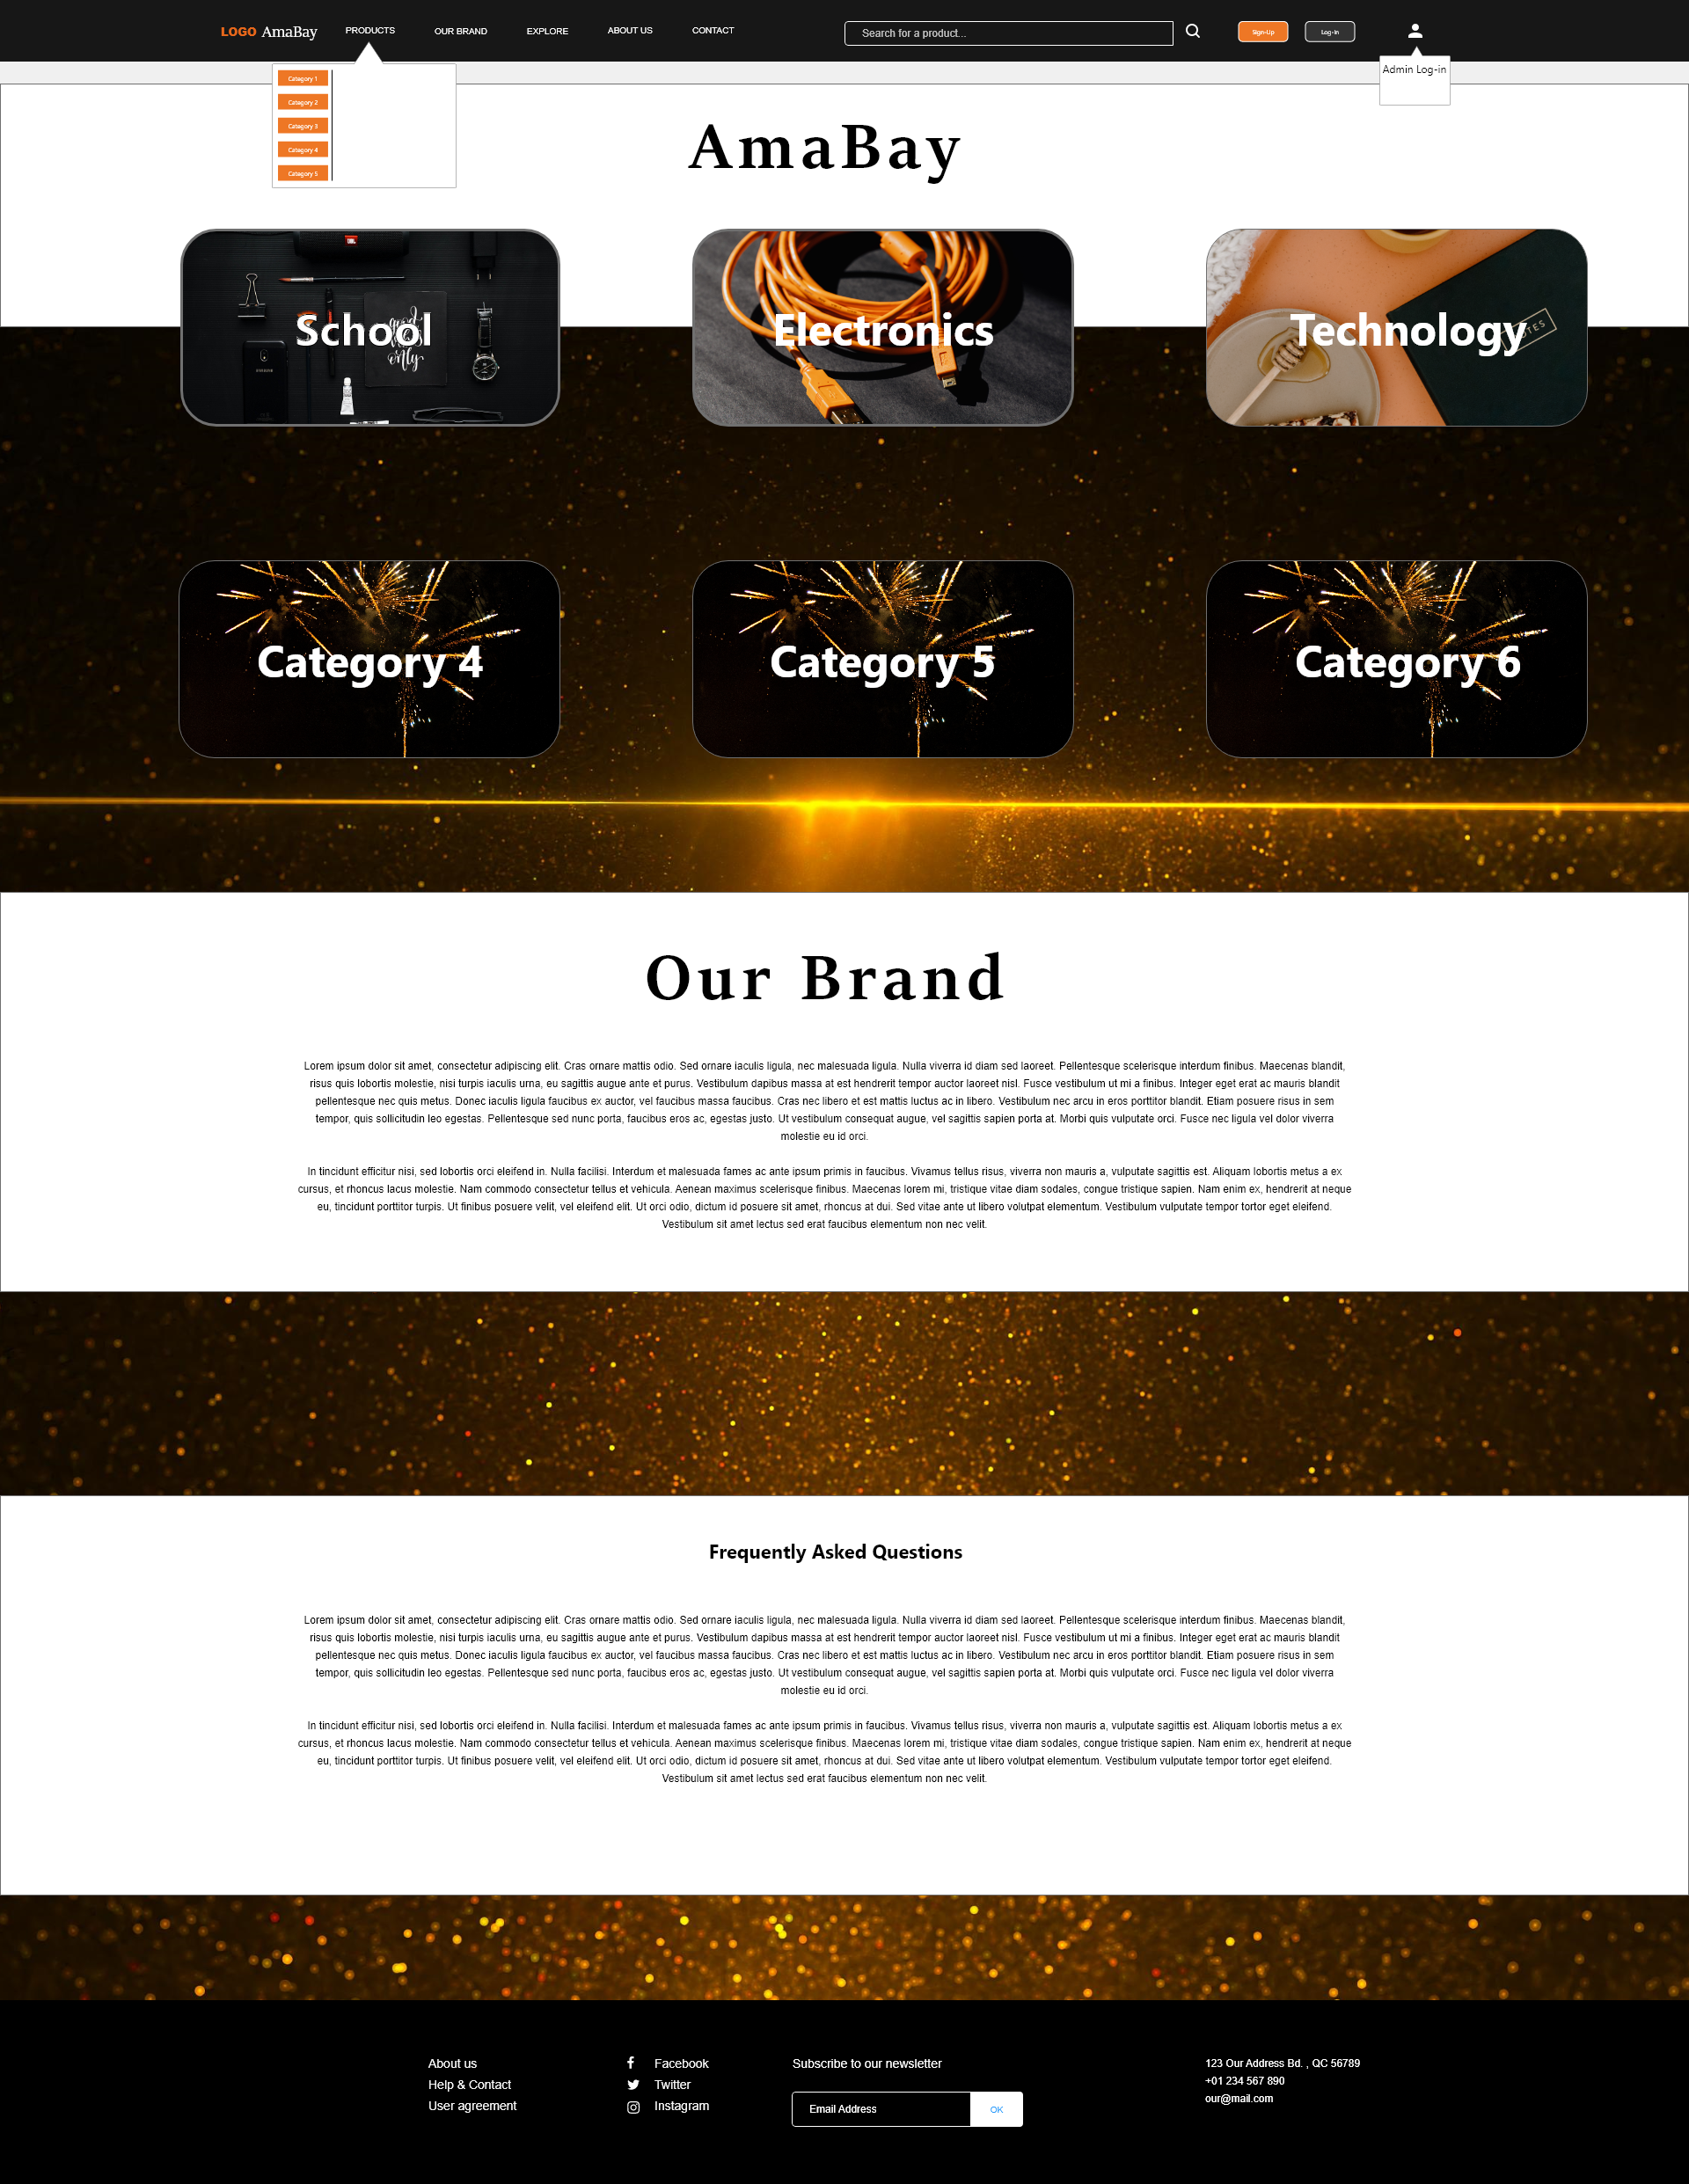 LOGO AmaBay
PRODUCTS
OUR BRAND
EXPLORE
ABOUT US
CONTACT
Search for a product...
Sign-Up
Log-in
Admin Log-in
Category 1
Category 2
Category 3
Category 4
Category 5
AmaBay
School
Electronics
Technology
Category 4
Category 5
Category 6
Our Brand
Lorem ipsum dolor sit amet, consectetur adipiscing elit. Cras ornare mattis odio. Sed ornare iaculis ligula, nec malesuada ligula. Nulla viverra id diam sed laoreet. Pellentesque scelerisque interdum finibus. Maecenas blandit,
risus quis lobortis molestie, nisi turpis iaculis urna, eu sagittis augue ante et purus. Vestibulum dapibus massa at est hendrerit tempor auctor laoreet nisl. Fusce vestibulum ut mi a finibus. Integer eget erat ac mauris blandit
pellentesque nec quis metus. Donec iaculis ligula faucibus ex auctor, vel faucibus massa faucibus. Cras nec libero et est mattis luctus ac in libero. Vestibulum nec arcu in eros porttitor blandit. Etiam posuere risus in sem
tempor, quis sollicitudin leo egestas. Pellentesque sed nunc porta, faucibus eros ac, egestas justo. Ut vestibulum consequat augue, vel sagittis sapien porta at. Morbi quis vulputate orci. Fusce nec ligula vel dolor viverra
molestie eu id orci.
In tincidunt efficitur nisi, sed lobortis orci eleifend in. Nulla facilisi. Interdum et malesuada fames ac ante ipsum primis in faucibus. Vivamus tellus risus, viverra non mauris a, vulputate sagittis est. Aliquam lobortis metus a ex
cursus, et rhoncus lacus molestie. Nam commodo consectetur tellus et vehicula. Aenean maximus scelerisque finibus. Maecenas lorem mi, tristique vitae diam sodales, congue tristique sapien. Nam enim ex, hendrerit at neque
eu, tincidunt porttitor turpis. Ut finibus posuere velit, vel eleifend elit. Ut orci odio, dictum id posuere sit amet, rhoncus at dui. Sed vitae ante ut libero volutpat elementum. Vestibulum vulputate tempor tortor eget eleifend.
Vestibulum sit amet lectus sed erat faucibus elementum non nec velit.
Frequently Asked Questions
Lorem ipsum dolor sit amet, consectetur adipiscing elit. Cras ornare mattis odio. Sed ornare iaculis ligula, nec malesuada ligula. Nulla viverra id diam sed laoreet. Pellentesque scelerisque interdum finibus. Maecenas blandit,
risus quis lobortis molestie, nisi turpis iaculis urna, eu sagittis augue ante et purus. Vestibulum dapibus massa at est hendrerit tempor auctor laoreet nisl. Fusce vestibulum ut mi a finibus. Integer eget erat ac mauris blandit
pellentesque nec quis metus. Donec iaculis ligula faucibus ex auctor, vel faucibus massa faucibus. Cras nec libero et est mattis luctus ac in libero. Vestibulum nec arcu in eros porttitor blandit. Etiam posuere risus in sem
tempor, quis sollicitudin leo egestas. Pellentesque sed nunc porta, faucibus eros ac, egestas justo. Ut vestibulum consequat augue, vel sagittis sapien porta at. Morbi quis vulputate orci. Fusce nec ligula vel dolor viverra
molestie eu id orci.
In tincidunt efficitur nisi, sed lobortis orci eleifend in. Nulla facilisi. Interdum et malesuada fames ac ante ipsum primis in faucibus. Vivamus tellus risus, viverra non mauris a, vulputate sagittis est. Aliquam lobortis metus a ex
cursus, et rhoncus lacus molestie. Nam commodo consectetur tellus et vehicula. Aenean maximus scelerisque finibus. Maecenas lorem mi, tristique vitae diam sodales, congue tristique sapien. Nam enim ex, hendrerit at neque
eu, tincidunt porttitor turpis. Ut finibus posuere velit, vel eleifend elit. Ut orci odio, dictum id posuere sit amet, rhoncus at dui. Sed vitae ante ut libero volutpat elementum. Vestibulum vulputate tempor tortor eget eleifend.
Vestibulum sit amet lectus sed erat faucibus elementum non nec velit.
About us
Help & Contact
User agreement
Facebook
Twitter
Instagram
Subscribe to our newsletter
Email Address
OK
123 Our Address Bd. , QC 56789
+01 234 567 890
our@mail.com